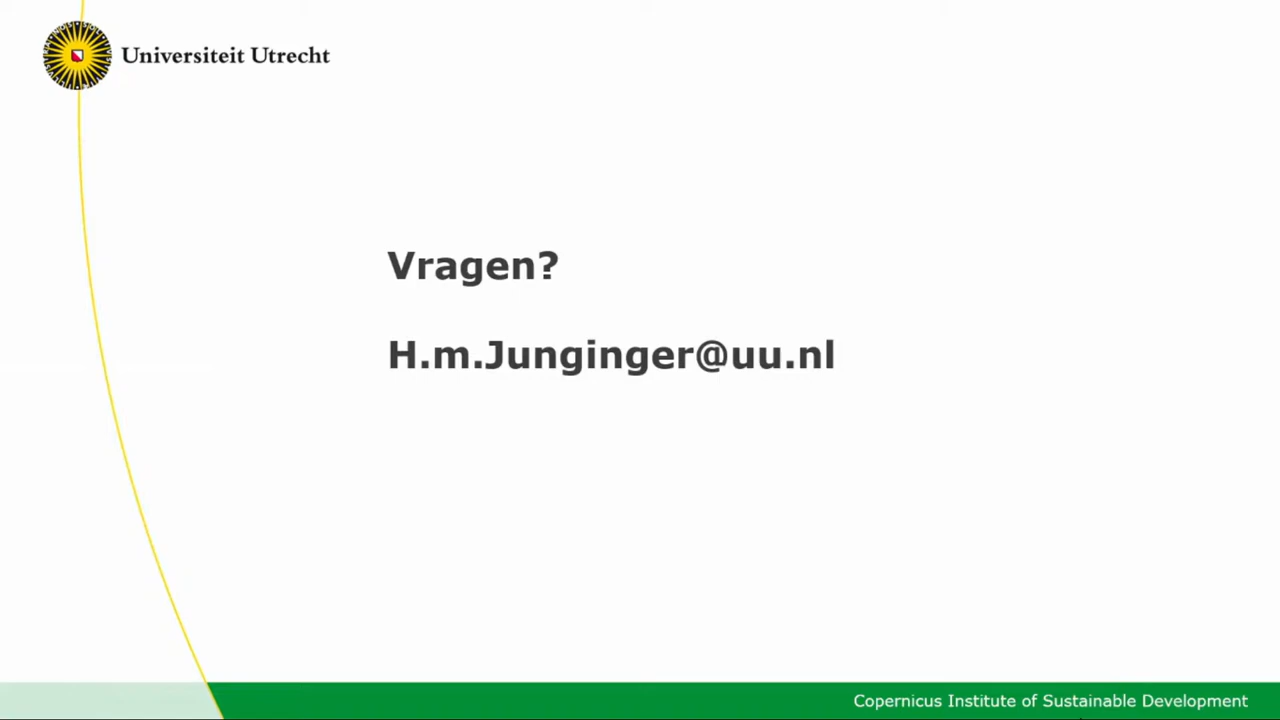 Universiteit Utrecht
Vragen?
H.m.Junginger@uu.nl
Copernicus Institute of Sustainable Development